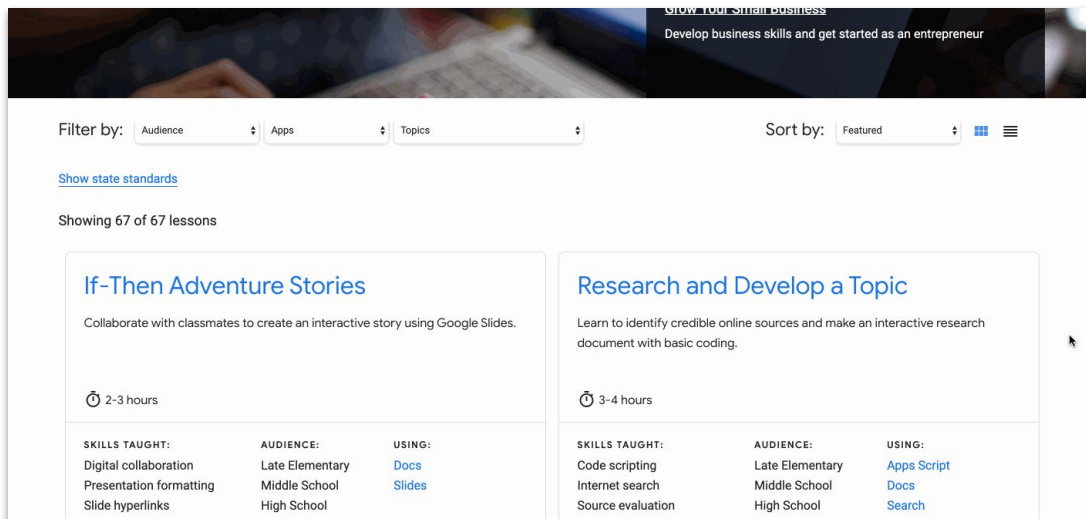 Grow Your Small Business
Develop business skills and get started as an entrepreneur
Filter by: Audience Apps Topics Sort by: Featured
Show state standards
Showing 67 of 67 lessons
If-Then Adventure Stories
Collaborate with classmates to create an interactive story using Google Slides.
2-3 hours
SKILLS TAUGHT: AUDIENCE: USING:
Digital collaboration Late Elementary Docs
Presentation formatting Middle School Slides
Slide hyperlinks High School
Research and Develop a Topic
Learn to identify credible online sources and make an interactive research
document with basic coding.
3-4 hours
SKILLS TAUGHT: AUDIENCE: USING:
Code scripting Late Elementary Apps Script
Internet search Middle School Docs
Source evaluation High School Search